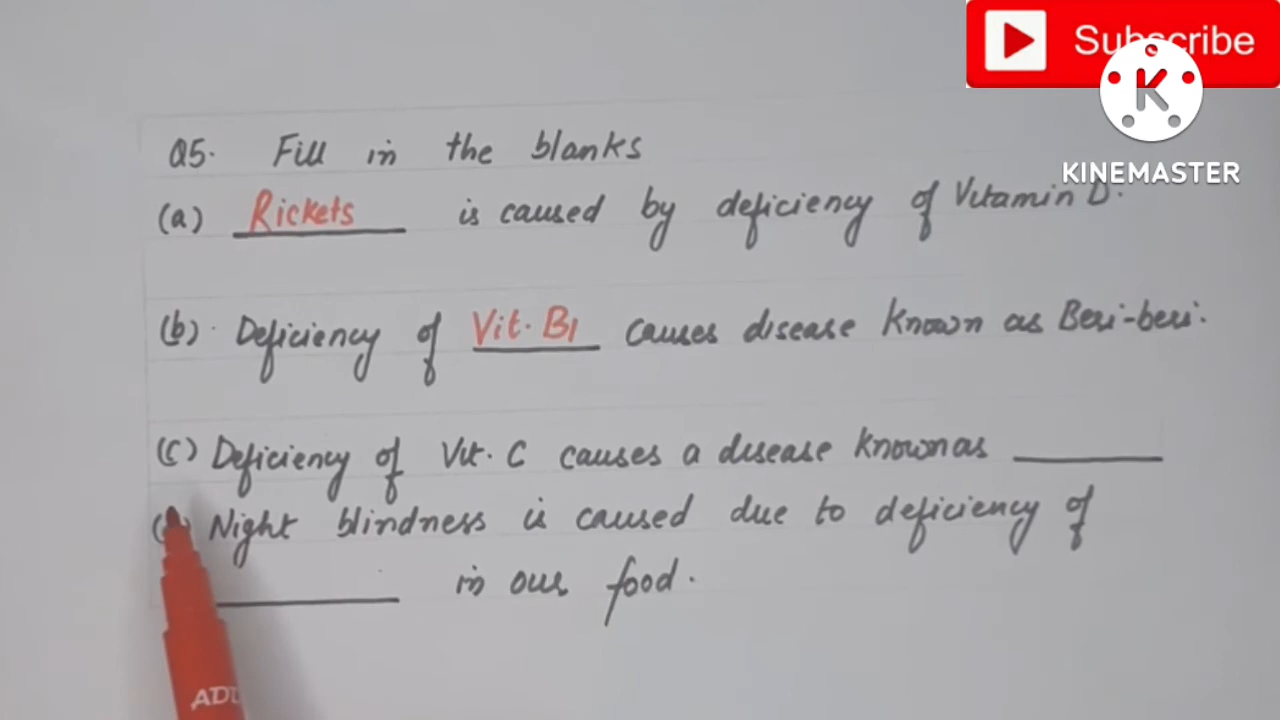 Subscribe
K
KINEMASTER
Q5. Fill in the blanks
(a) Rickets is caused by deficiency of Vitamin D.
(b). Deficiency of Vit. B1 causes disease known as Beri-beri.
(C) Deficiency of Vit. C causes a disease known as
Night blindness is caused due to deficiency of
in our food.